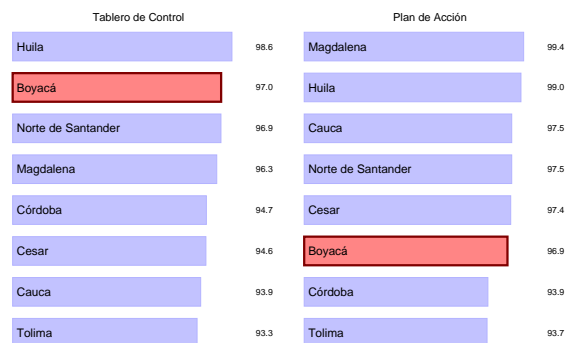 Tablero de Control
Huila 98.6
Boyacá 97.0
Norte de Santander 96.9
Magdalena 96.3
Córdoba 94.7
Cesar 94.6
Cauca 93.9
Tolima 93.3
Plan de Acción
Magdalena 99.4
Huila 99.0
Cauca 97.5
Norte de Santander 97.5
Cesar 97.4
Boyacá 96.9
Córdoba 93.9
Tolima 93.7